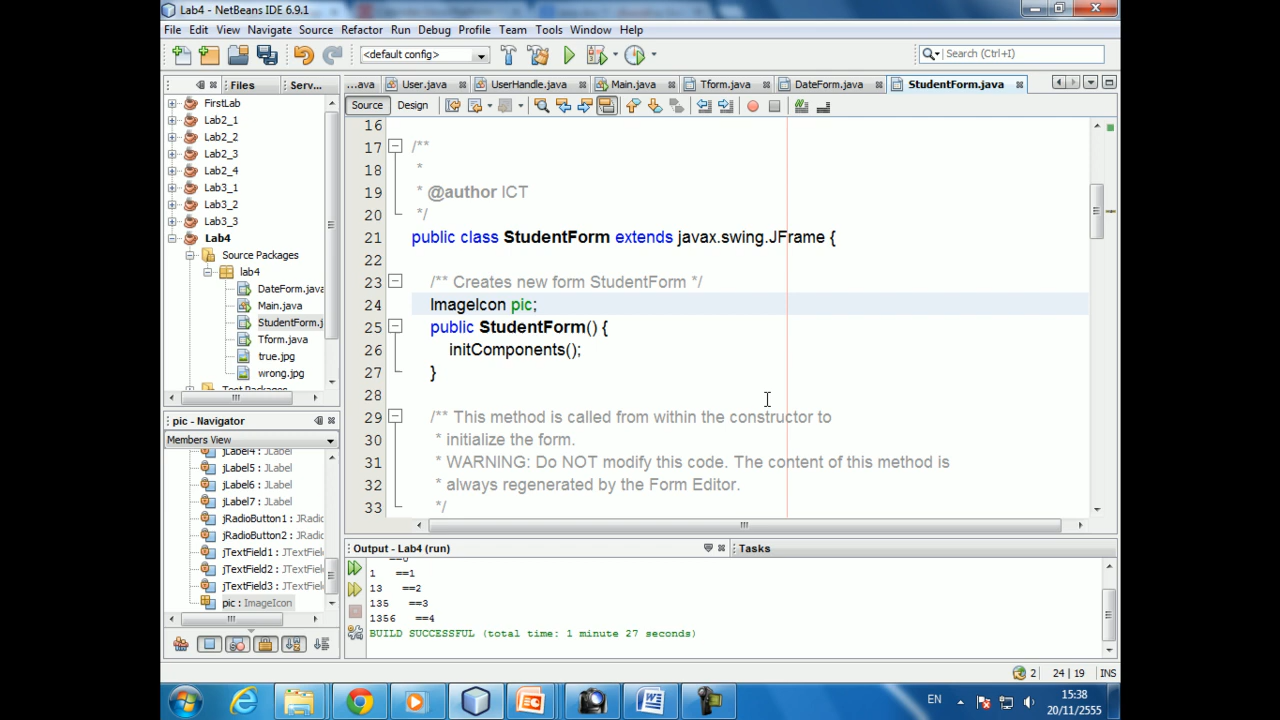 Lab4 - NetBeans IDE 6.9.1
File Edit View Navigate Source Refactor Run Debug Profile Team Tools Window Help
<default config>
Search (Ctrl+I)
Files Serv...
...ava User.java UserHandle.java Main.java Tform.java DateForm.java StudentForm.java
Source Design
FirstLab
Lab2_1
Lab2_2
Lab2_3
Lab2_4
Lab3_1
Lab3_2
Lab3_3
Lab4
Source Packages
lab4
DateForm.java
Main.java
StudentForm.j
Tform.java
true.jpg
wrong.jpg
Test Packages
16
17 /**
18 *
19 * @author ICT
20 */
21 public class StudentForm extends javax.swing.JFrame {
22
23 /** Creates new form StudentForm */
24 ImageIcon pic;
25 public StudentForm() {
26 initComponents();
27 }
28
29 /** This method is called from within the constructor to
30 * initialize the form.
31 * WARNING: Do NOT modify this code. The content of this method is
32 * always regenerated by the Form Editor.
33 */
pic - Navigator
Members View
jLabel4 : JLabel
jLabel5 : JLabel
jLabel6 : JLabel
jLabel7 : JLabel
jRadioButton1 : JRadio
jRadioButton2 : JRadio
jTextField1 : JTextField
jTextField2 : JTextField
jTextField3 : JTextField
pic : ImageIcon
Output - Lab4 (run)
Tasks
==0
1 ==1
13 ==2
135 ==3
1356 ==4
BUILD SUCCESSFUL (total time: 1 minute 27 seconds)
2 24 | 19 INS
EN
15:38
20/11/2555